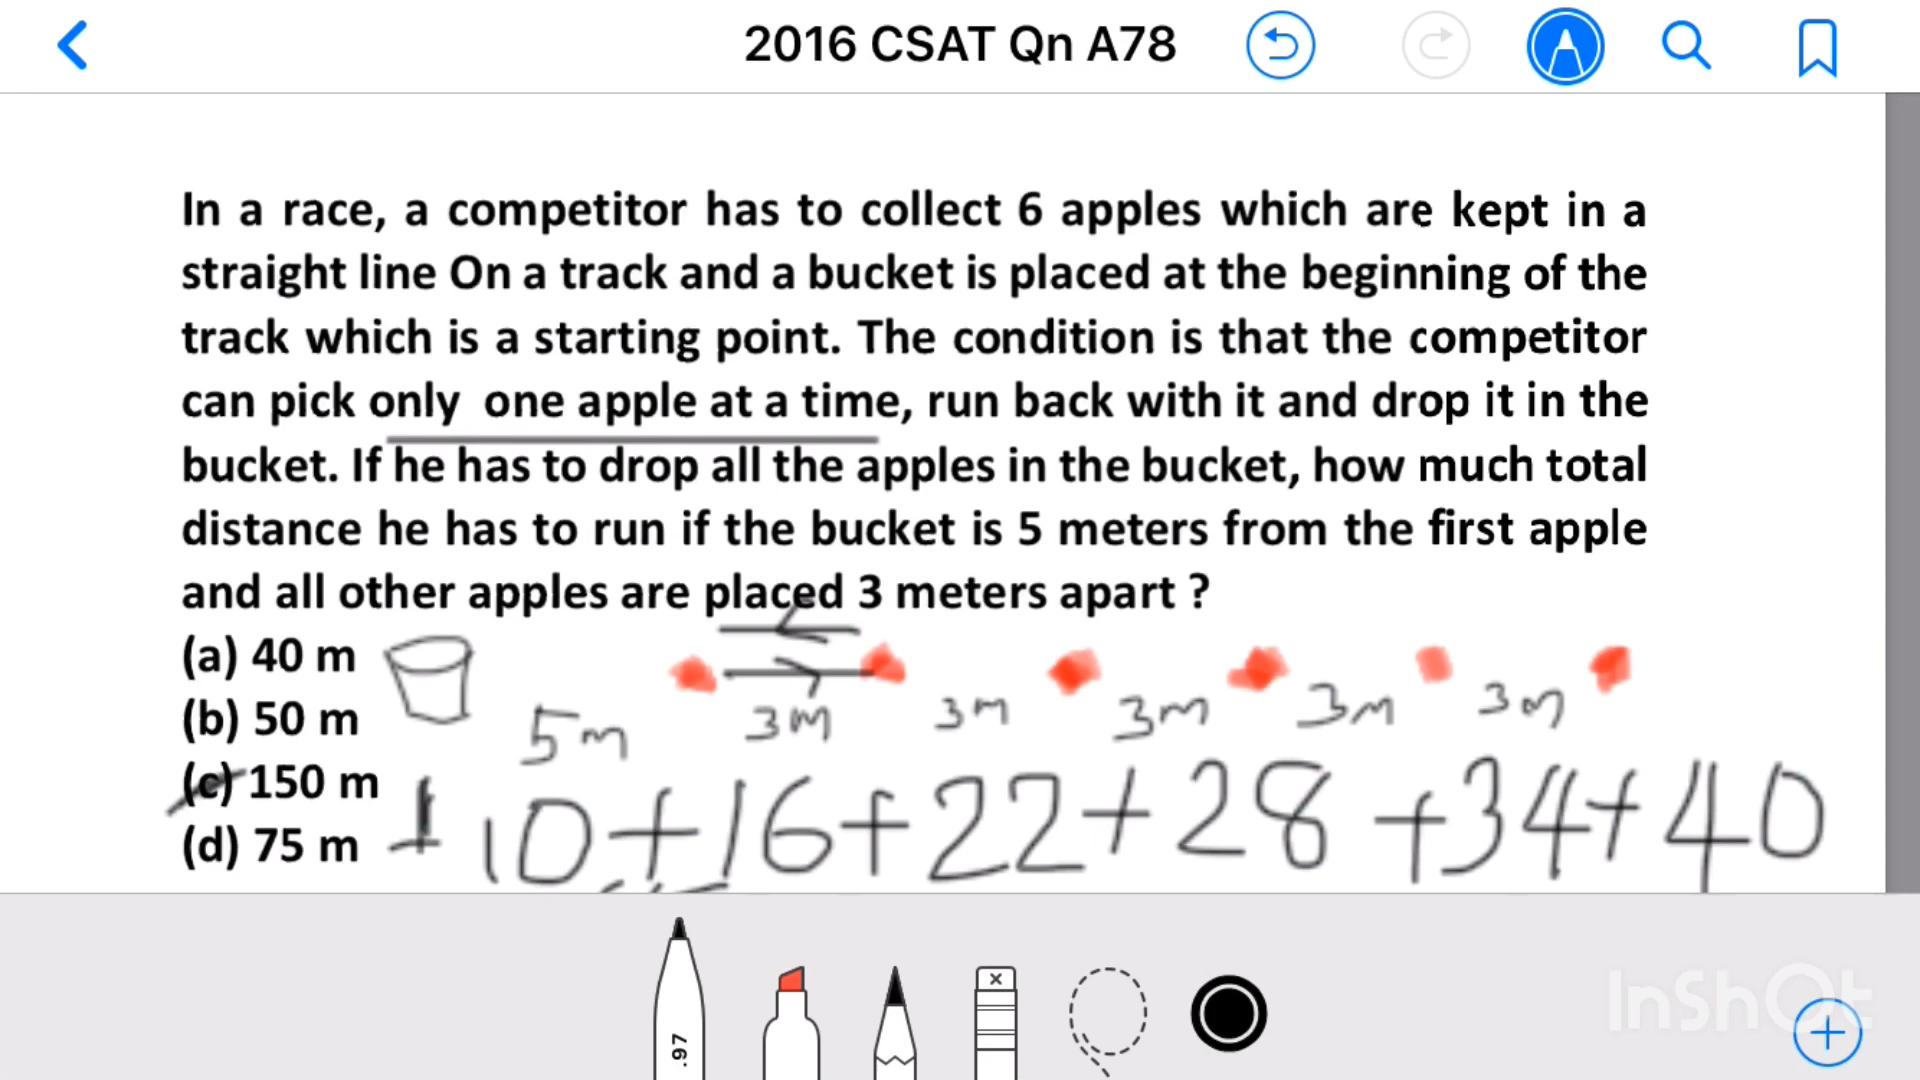 2016 CSAT Qn A78
In a race, a competitor has to collect 6 apples which are kept in a
straight line On a track and a bucket is placed at the beginning of the
track which is a starting point. The condition is that the competitor
can pick only one apple at a time, run back with it and drop it in the
bucket. If he has to drop all the apples in the bucket, how much total
distance he has to run if the bucket is 5 meters from the first apple
and all other apples are placed 3 meters apart ?
(a) 40 m
(b) 50 m
(c) 150 m
(d) 75 m
5m 3m 3m 3m 3m 3m
10+16+22+28+34+40
.97
InShOt